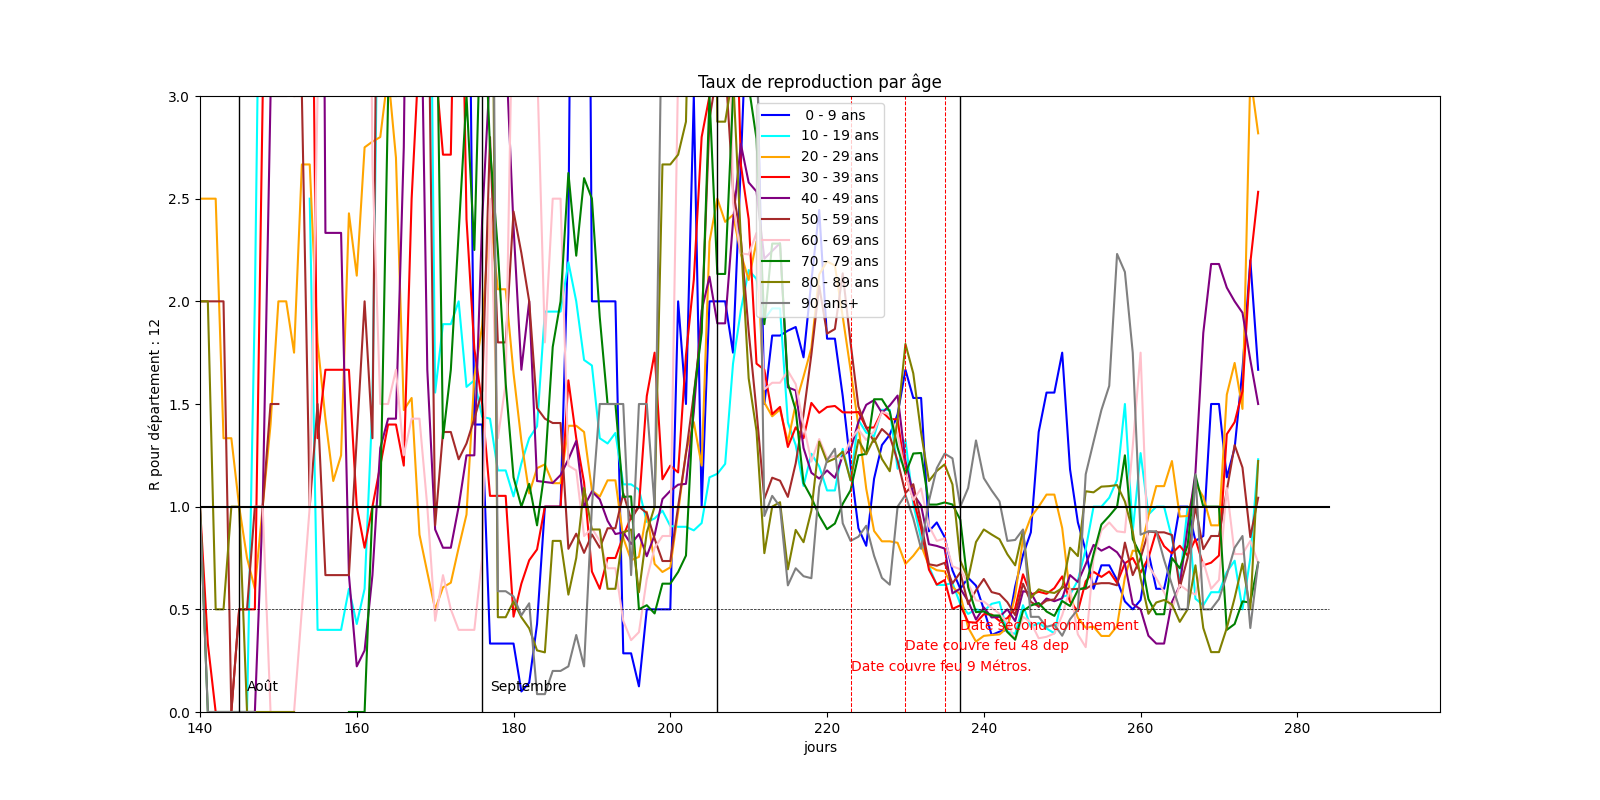 Taux de reproduction par âge
3.0
2.5
2.0
1.5
1.0
0.5
0.0
R pour département : 12
0 - 9 ans
10 - 19 ans
20 - 29 ans
30 - 39 ans
40 - 49 ans
50 - 59 ans
60 - 69 ans
70 - 79 ans
80 - 89 ans
90 ans+
Date second confinement
Date couvre feu 48 dep
Date couvre feu 9 Métros.
Août
Septembre
140
160
180
200
220
240
260
280
jours